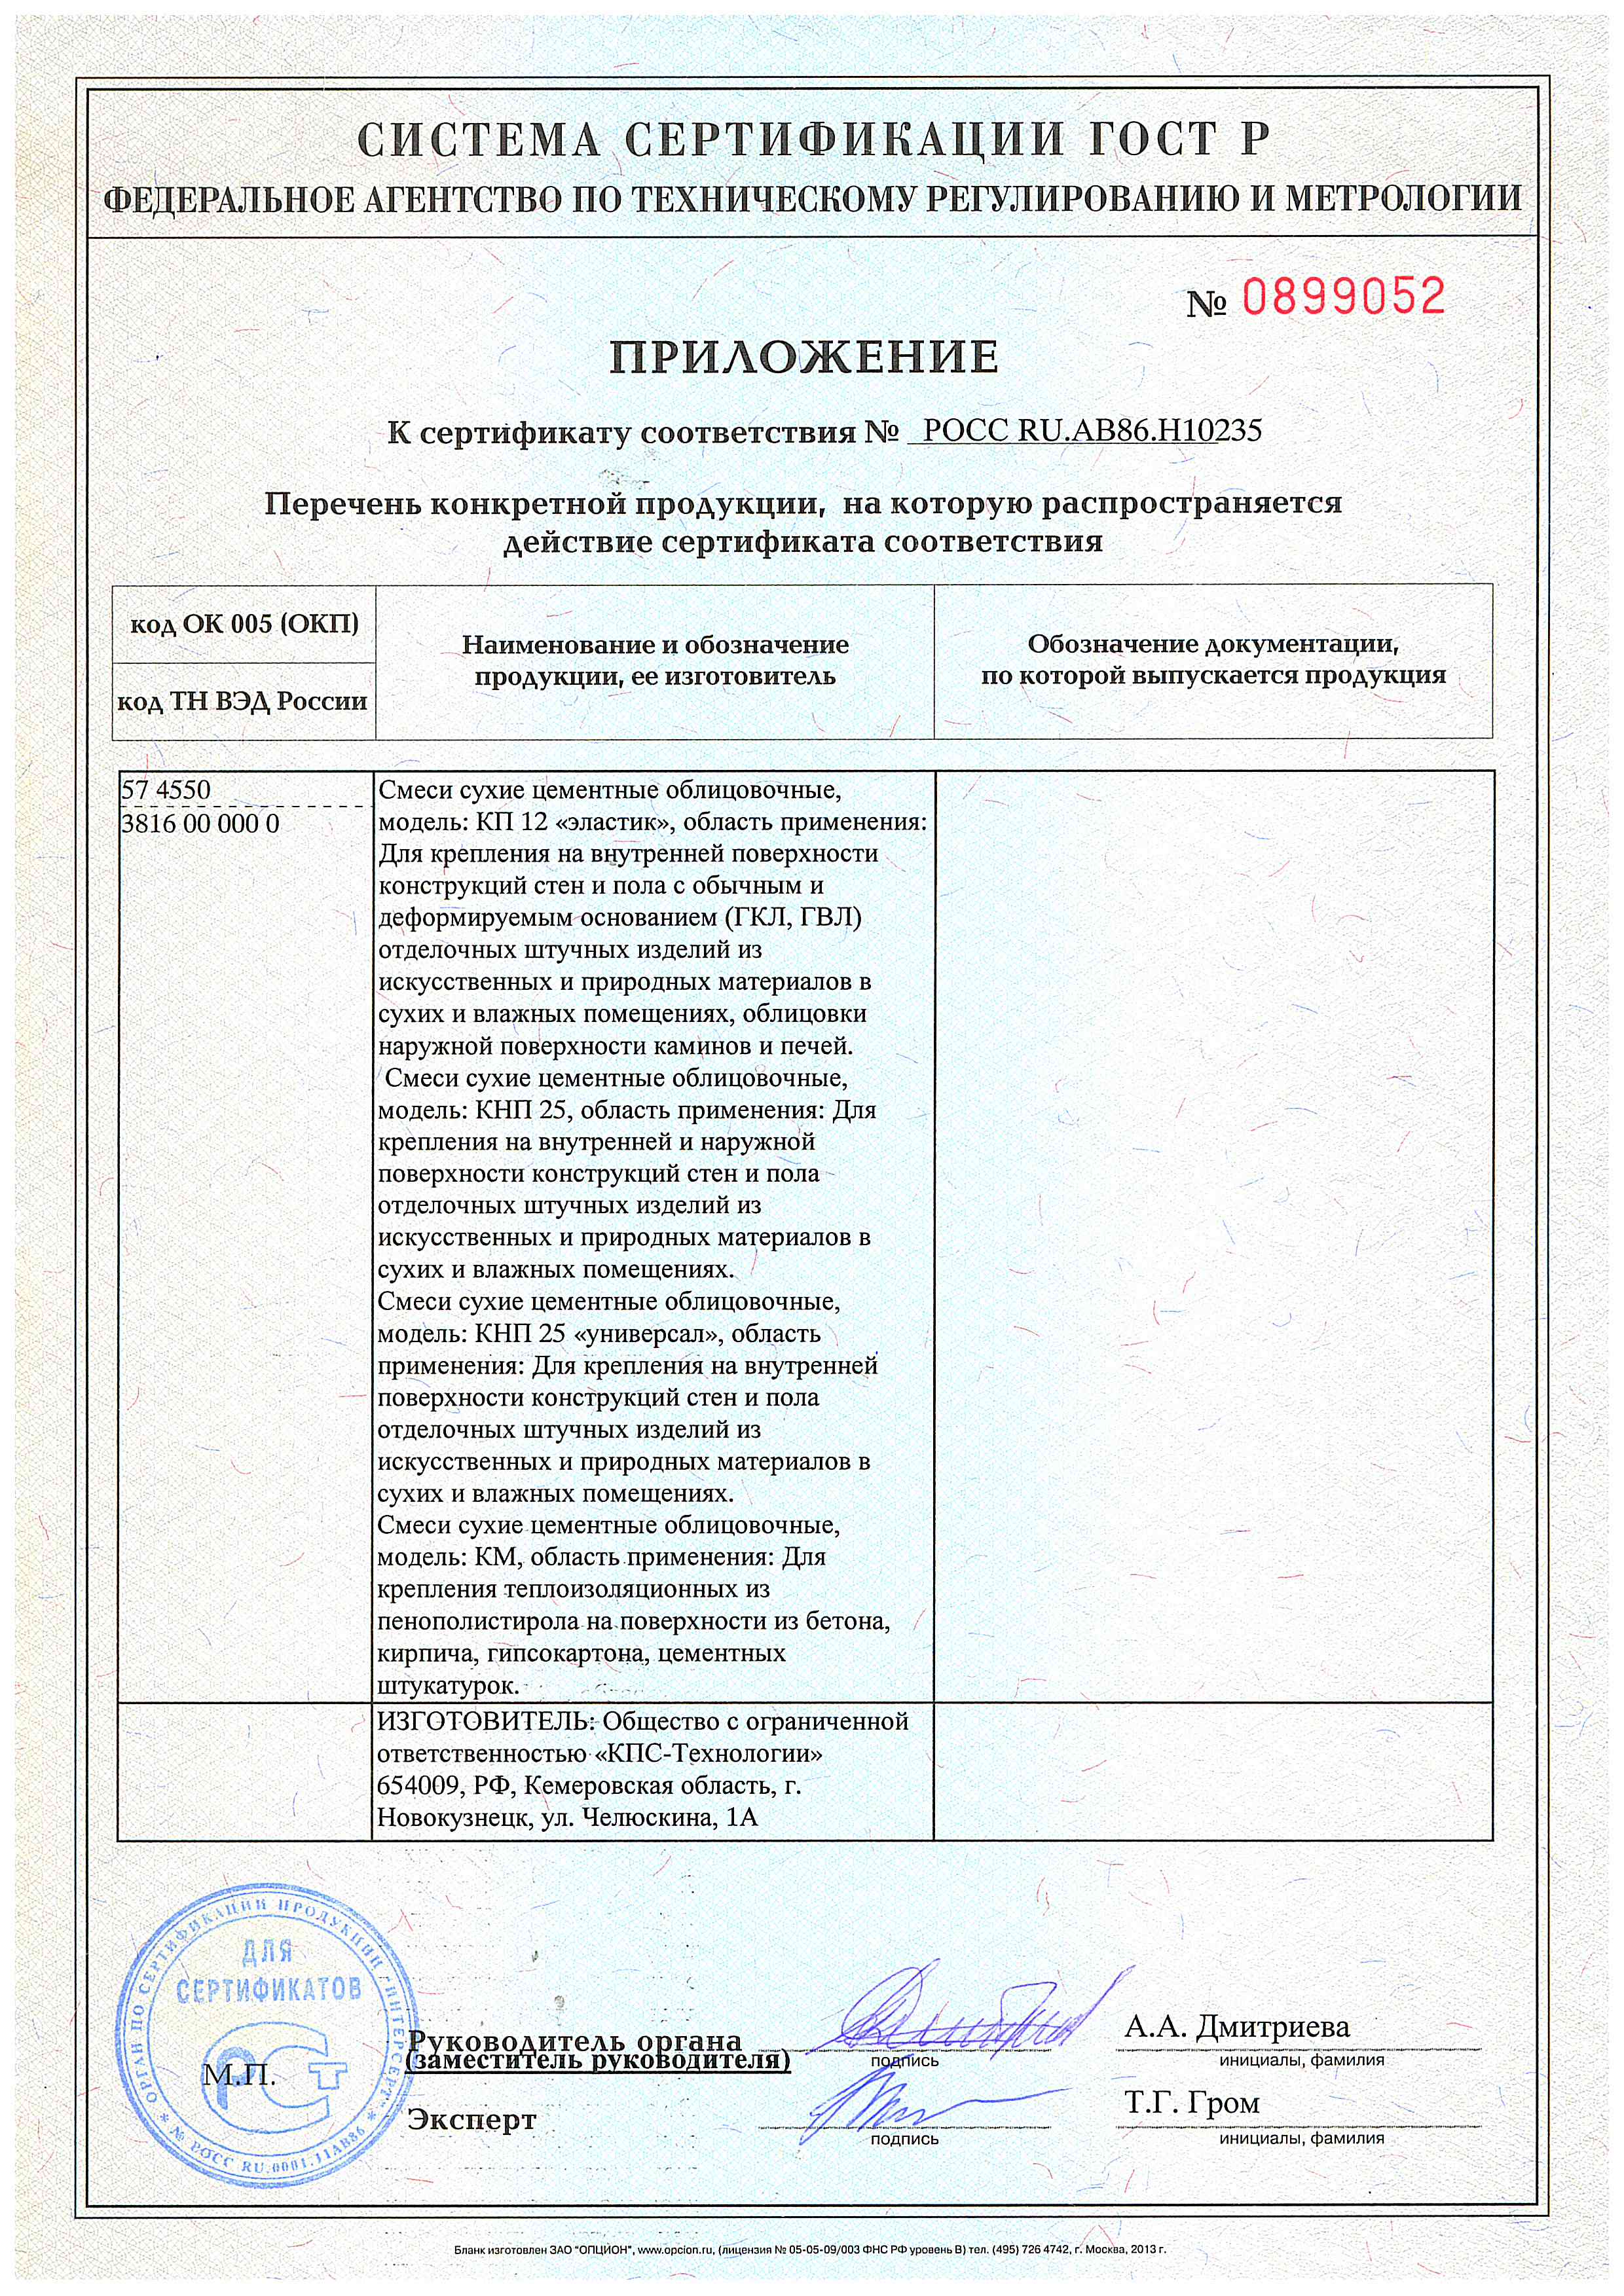 СИСТЕМА СЕРТИФИКАЦИИ ГОСТ Р
ФЕДЕРАЛЬНОЕ АГЕНТСТВО ПО ТЕХНИЧЕСКОМУ РЕГУЛИРОВАНИЮ И МЕТРОЛОГИИ
№ 0899052
ПРИЛОЖЕНИЕ
К сертификату соответствия № РОСС RU.АВ86.Н10235
Перечень конкретной продукции, на которую распространяется
действие сертификата соответствия
код ОК 005 (ОКП)
код ТН ВЭД России
Наименование и обозначение
продукции, ее изготовитель
Обозначение документации,
по которой выпускается продукция
57 4550
3816 00 000 0
Смеси сухие цементные облицовочные,
модель: КП 12 «эластик», область применения:
Для крепления на внутренней поверхности
конструкций стен и пола с обычным и
деформируемым основанием (ГКЛ, ГВЛ)
отделочных штучных изделий из
искусственных и природных материалов в
сухих и влажных помещениях, облицовки
наружной поверхности каминов и печей.
Смеси сухие цементные облицовочные,
модель: КНП 25, область применения: Для
крепления на внутренней и наружной
поверхности конструкций стен и пола
отделочных штучных изделий из
искусственных и природных материалов в
сухих и влажных помещениях.
Смеси сухие цементные облицовочные,
модель: КНП 25 «универсал», область
применения: Для крепления на внутренней
поверхности конструкций стен и пола
отделочных штучных изделий из
искусственных и природных материалов в
сухих и влажных помещениях.
Смеси сухие цементные облицовочные,
модель: КМ, область применения: Для
крепления теплоизоляционных из
пенополистирола на поверхности из бетона,
кирпича, гипсокартона, цементных
штукатурок.
ИЗГОТОВИТЕЛЬ: Общество с ограниченной
ответственностью «КПС-Технологии»
654009, РФ, Кемеровская область, г.
Новокузнецк, ул. Челюскина, 1А
ОРГАН ПО СЕРТИФИКАЦИИ ПРОДУКЦИИ "ИНТЕРСЕРТ"
ДЛЯ
СЕРТИФИКАТОВ
М.П.
* № РОСС RU.0001.11АВ86 *
Руководитель органа
(заместитель руководителя)
подпись
А.А. Дмитриева
инициалы, фамилия
Эксперт
подпись
Т.Г. Гром
инициалы, фамилия
Бланк изготовлен ЗАО "ОПЦИОН", www.opcion.ru, (лицензия № 05-05-09/003 ФНС РФ уровень В) тел. (495) 726 4742, г. Москва, 2013 г.